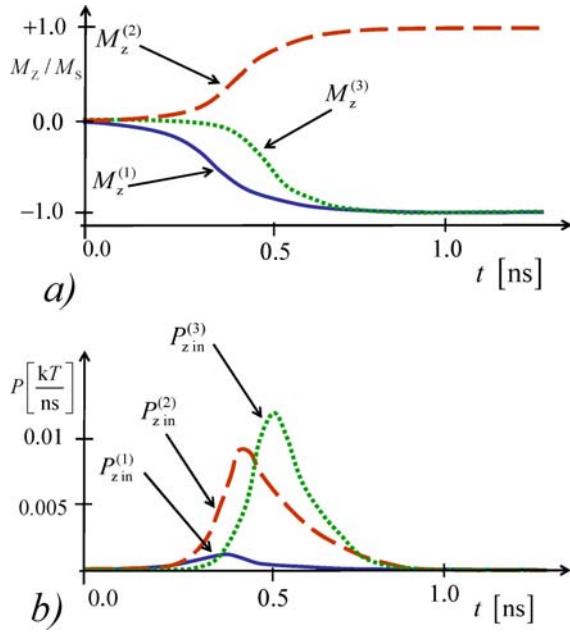 +1.0
M_z^(2)
M_Z / M_S
M_z^(3)
0.0
M_z^(1)
−1.0
0.0 0.5 1.0
t [ns]
a)
P_z in^(3)
P[kT/ns]
P_z in^(2)
0.01
P_z in^(1)
0.005
0.0 0.5 1.0
t [ns]
b)